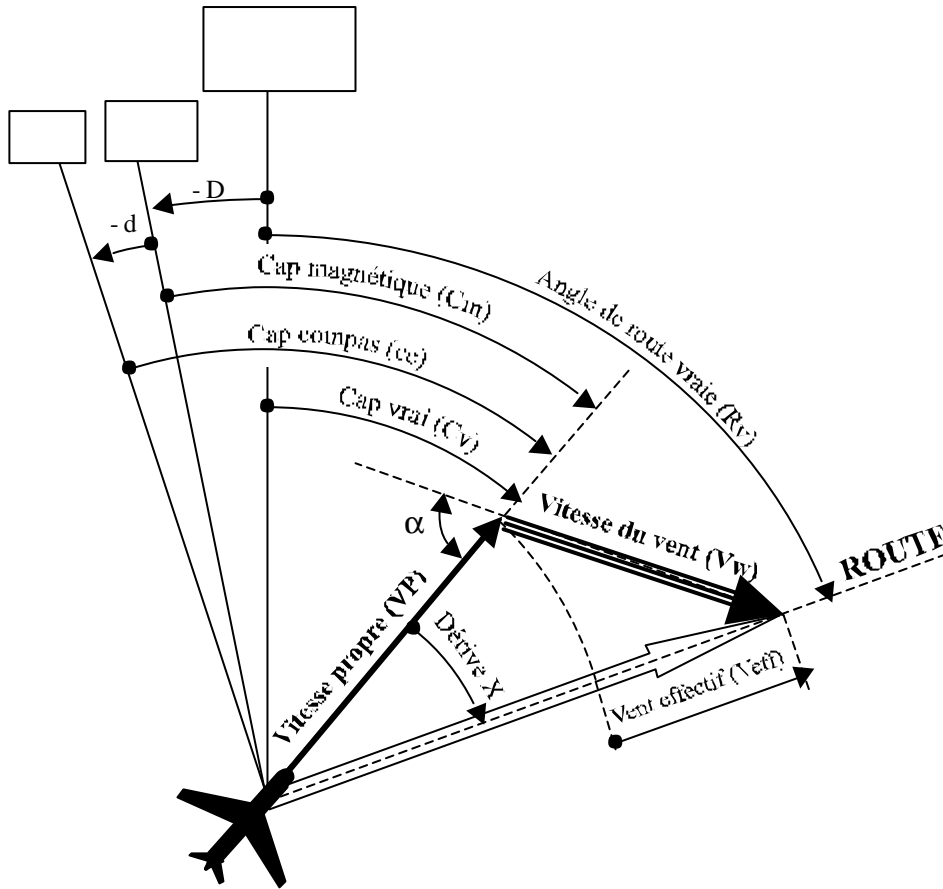 - D
- d
Cap magnétique (Cm)
Angle de route vraie (Rv)
Cap compas (cc)
Cap vrai (Cv)
α
Vitesse du vent (Vw)
ROUTE
Vitesse propre (VP)
Dérive X
Vent effectif (Veff)